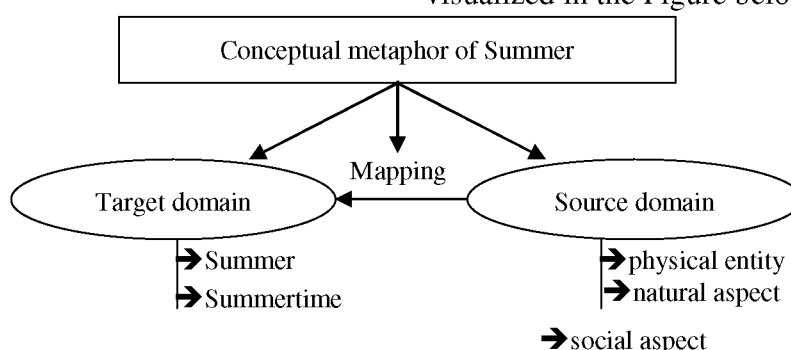 visualized in the Figure
Conceptual metaphor of Summer
Mapping
Target domain
Source domain
➔ Summer
➔ Summertime
➔ physical entity
➔ natural aspect
➔ social aspect